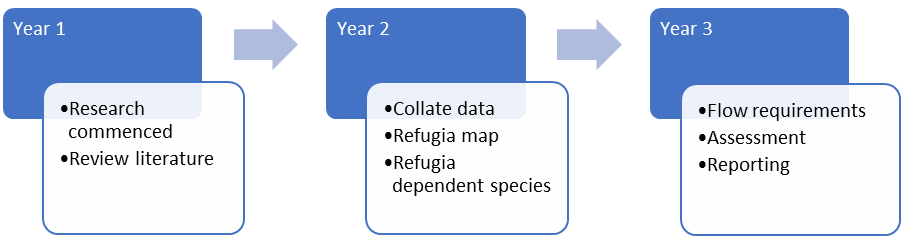 Year 1
•Research
commenced
•Review literature
Year 2
•Collate data
•Refugia map
•Refugia
dependent species
Year 3
•Flow requirements
•Assessment
•Reporting